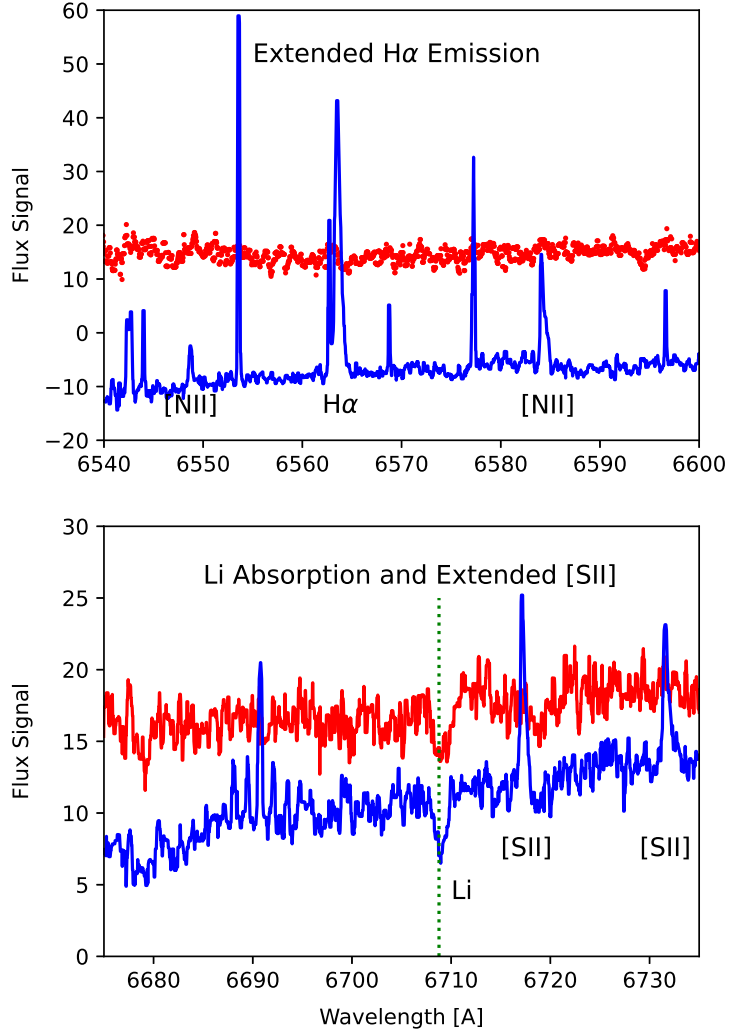 60
Extended Hα Emission
50
40
30
20
10
0
−10
−20
Flux Signal
[NII]
Hα
[NII]
6540
6550
6560
6570
6580
6590
6600
30
Li Absorption and Extended [SII]
25
20
15
10
5
0
Flux Signal
[SII]
[SII]
Li
6680
6690
6700
6710
6720
6730
Wavelength [A]